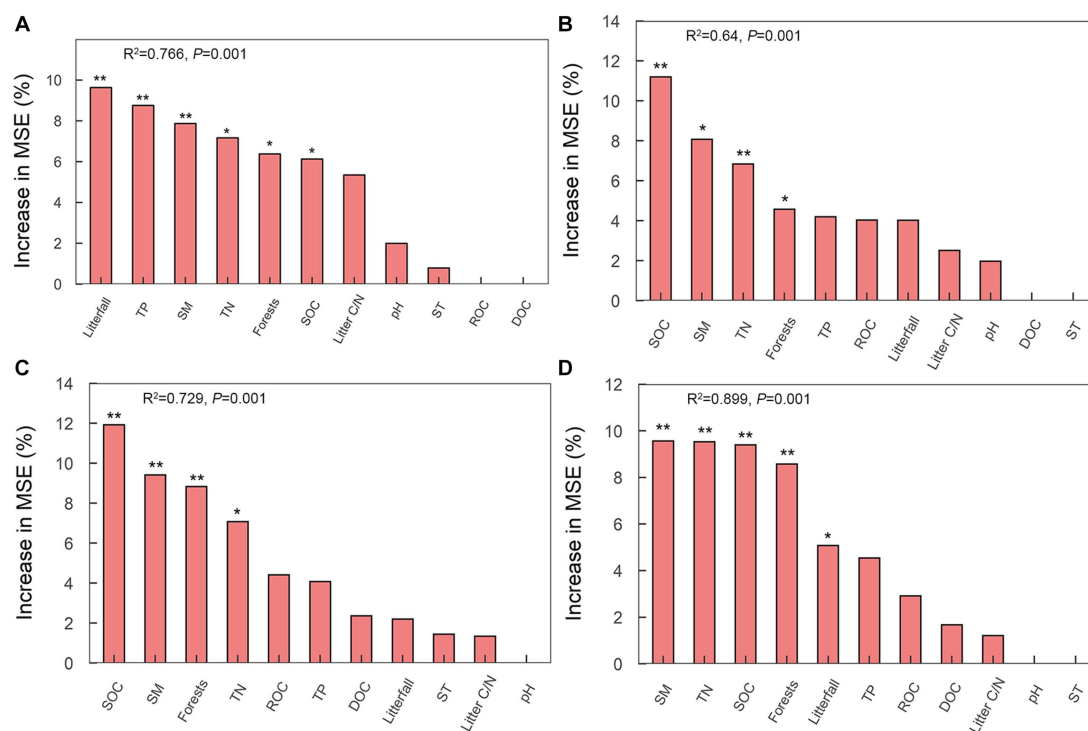 A
R²=0.766, P=0.001
Increase in MSE (%)
10
8
6
4
2
0
** ** ** * * *
Litterfall TP SM TN Forests SOC Litter C/N pH ST ROC DOC
B
R²=0.64, P=0.001
Increase in MSE (%)
14
12
10
8
6
4
2
0
** * ** *
SOC SM TN Forests TP ROC Litterfall Litter C/N pH DOC ST
C
R²=0.729, P=0.001
Increase in MSE (%)
14
12
10
8
6
4
2
0
** ** ** *
SOC SM Forests TN ROC TP DOC Litterfall ST Litter C/N pH
D
R²=0.899, P=0.001
Increase in MSE (%)
12
10
8
6
4
2
0
** ** ** ** *
SM TN SOC Forests Litterfall TP ROC DOC Litter C/N pH ST